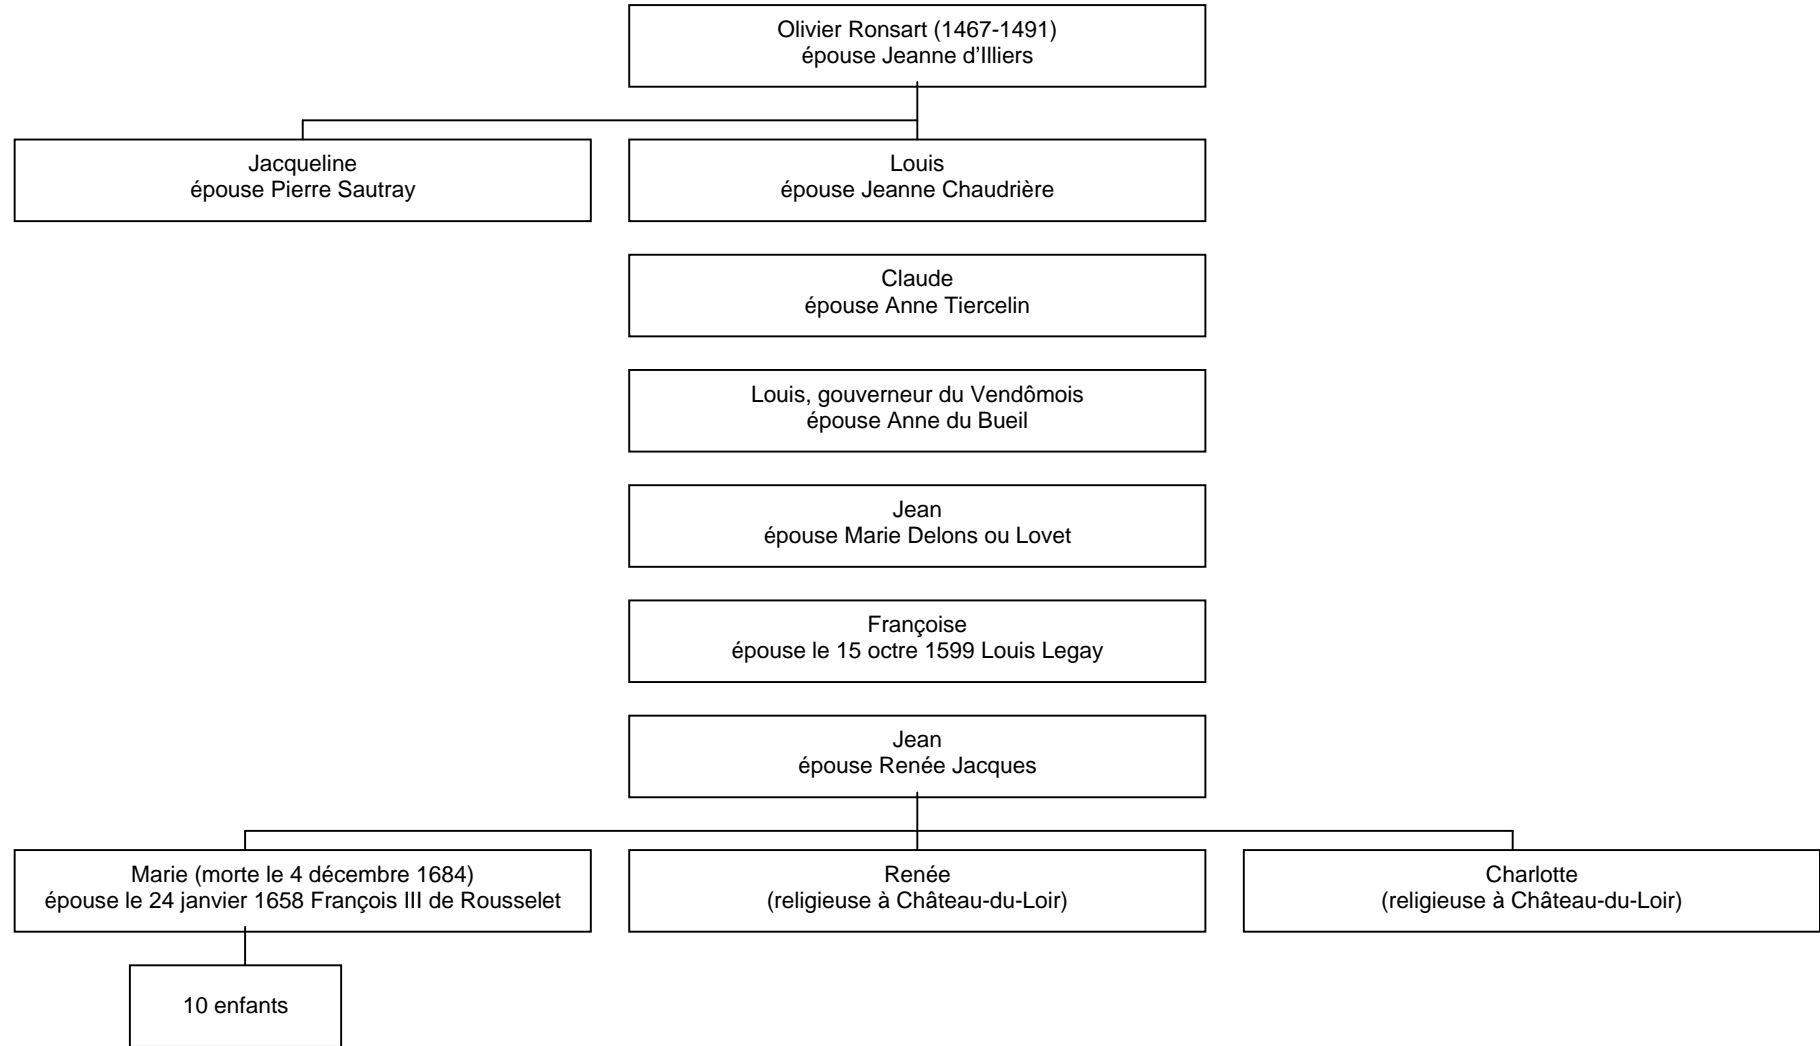 Olivier Ronsart (1467-1491)
épouse Jeanne d’Illiers
Jacqueline
épouse Pierre Sautray
Louis
épouse Jeanne Chaudrière
Claude
épouse Anne Tiercelin
Louis, gouverneur du Vendômois
épouse Anne du Bueil
Jean
épouse Marie Delons ou Lovet
Françoise
épouse le 15 octre 1599 Louis Legay
Jean
épouse Renée Jacques
Marie (morte le 4 décembre 1684)
épouse le 24 janvier 1658 François III de Rousselet
Renée
(religieuse à Château-du-Loir)
Charlotte
(religieuse à Château-du-Loir)
10 enfants